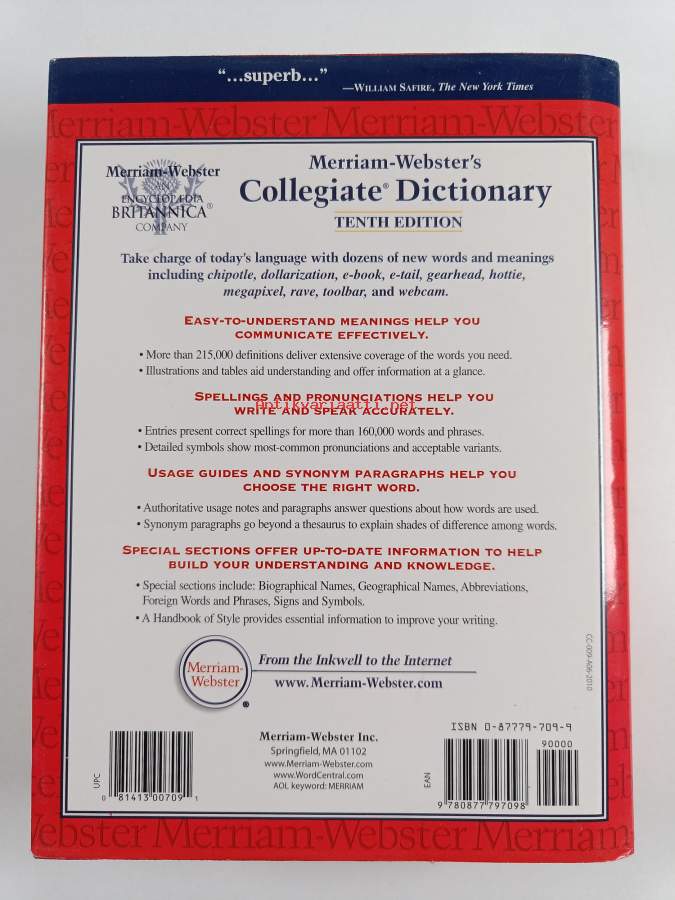 “...superb...”
—WILLIAM SAFIRE, The New York Times
Merriam-Webster Merriam-Webster
Merriam-Webster
AN
ENCYCLOPÆDIA
BRITANNICA®
COMPANY
Merriam-Webster's
Collegiate® Dictionary
TENTH EDITION
Take charge of today's language with dozens of new words and meanings
including chipotle, dollarization, e-book, e-tail, gearhead, hottie,
megapixel, rave, toolbar, and webcam.
EASY-TO-UNDERSTAND MEANINGS HELP YOU
COMMUNICATE EFFECTIVELY.
• More than 215,000 definitions deliver extensive coverage of the words you need.
• Illustrations and tables aid understanding and offer information at a glance.
SPELLINGS AND PRONUNCIATIONS HELP YOU
WRITE AND SPEAK ACCURATELY.
Antikvariaatti.net
• Entries present correct spellings for more than 160,000 words and phrases.
• Detailed symbols show most-common pronunciations and acceptable variants.
USAGE GUIDES AND SYNONYM PARAGRAPHS HELP YOU
CHOOSE THE RIGHT WORD.
• Authoritative usage notes and paragraphs answer questions about how words are used.
• Synonym paragraphs go beyond a thesaurus to explain shades of difference among words.
SPECIAL SECTIONS OFFER UP-TO-DATE INFORMATION TO HELP
BUILD YOUR UNDERSTANDING AND KNOWLEDGE.
• Special sections include: Biographical Names, Geographical Names, Abbreviations,
Foreign Words and Phrases, Signs and Symbols.
• A Handbook of Style provides essential information to improve your writing.
CC-009-A06-2010
Merriam-
Webster
®
From the Inkwell to the Internet
www.Merriam-Webster.com
Merriam-Webster Inc.
Springfield, MA 01102
www.Merriam-Webster.com
www.WordCentral.com
AOL keyword: MERRIAM
UPC
0 81413 00709 1
ISBN 0-87779-709-9
90000
EAN
9 780877 797098
Webster Merriam-Webster Merriam